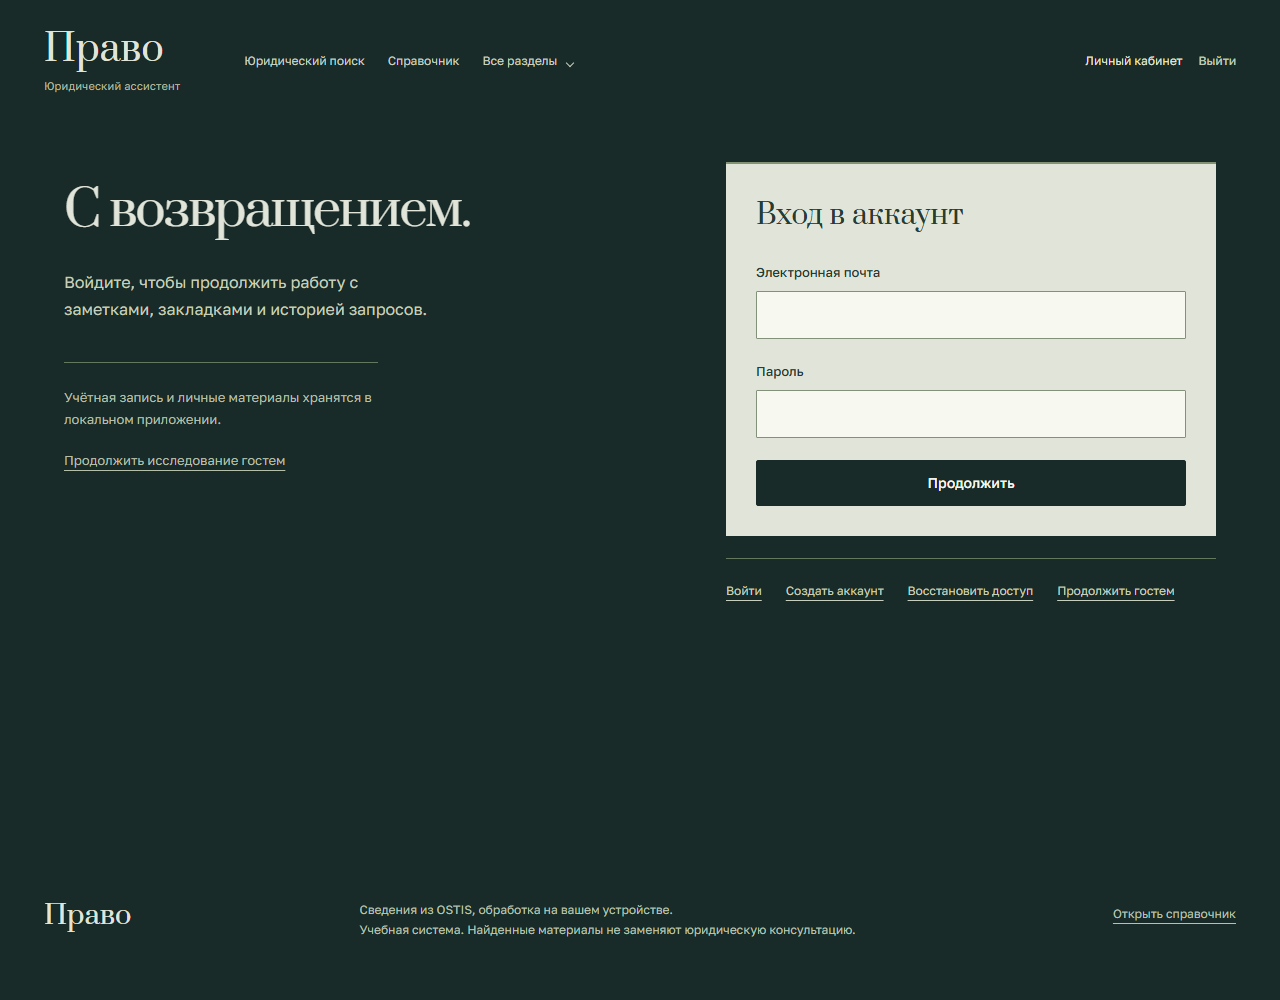 Право
Юридический ассистент
Юридический поиск
Справочник
Все разделы
Личный кабинет
Выйти
С возвращением.
Войдите, чтобы продолжить работу с
заметками, закладками и историей запросов.
Учётная запись и личные материалы хранятся в
локальном приложении.
Продолжить исследование гостем
Вход в аккаунт
Электронная почта
Пароль
Продолжить
Войти
Создать аккаунт
Восстановить доступ
Продолжить гостем
Право
Сведения из OSTIS, обработка на вашем устройстве.
Учебная система. Найденные материалы не заменяют юридическую консультацию.
Открыть справочник